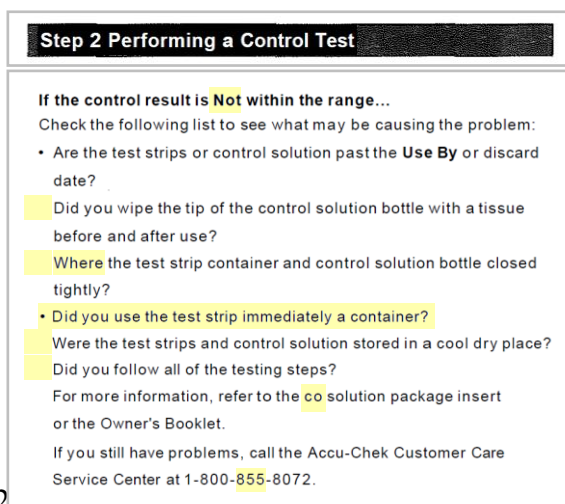 Step 2 Performing a Control Test
If the control result is Not within the range...
Check the following list to see what may be causing the problem:
• Are the test strips or control solution past the Use By or discard
date?
Did you wipe the tip of the control solution bottle with a tissue
before and after use?
Where the test strip container and control solution bottle closed
tightly?
• Did you use the test strip immediately a container?
Were the test strips and control solution stored in a cool dry place?
Did you follow all of the testing steps?
For more information, refer to the co solution package insert
or the Owner's Booklet.
If you still have problems, call the Accu-Chek Customer Care
Service Center at 1-800-855-8072.
2